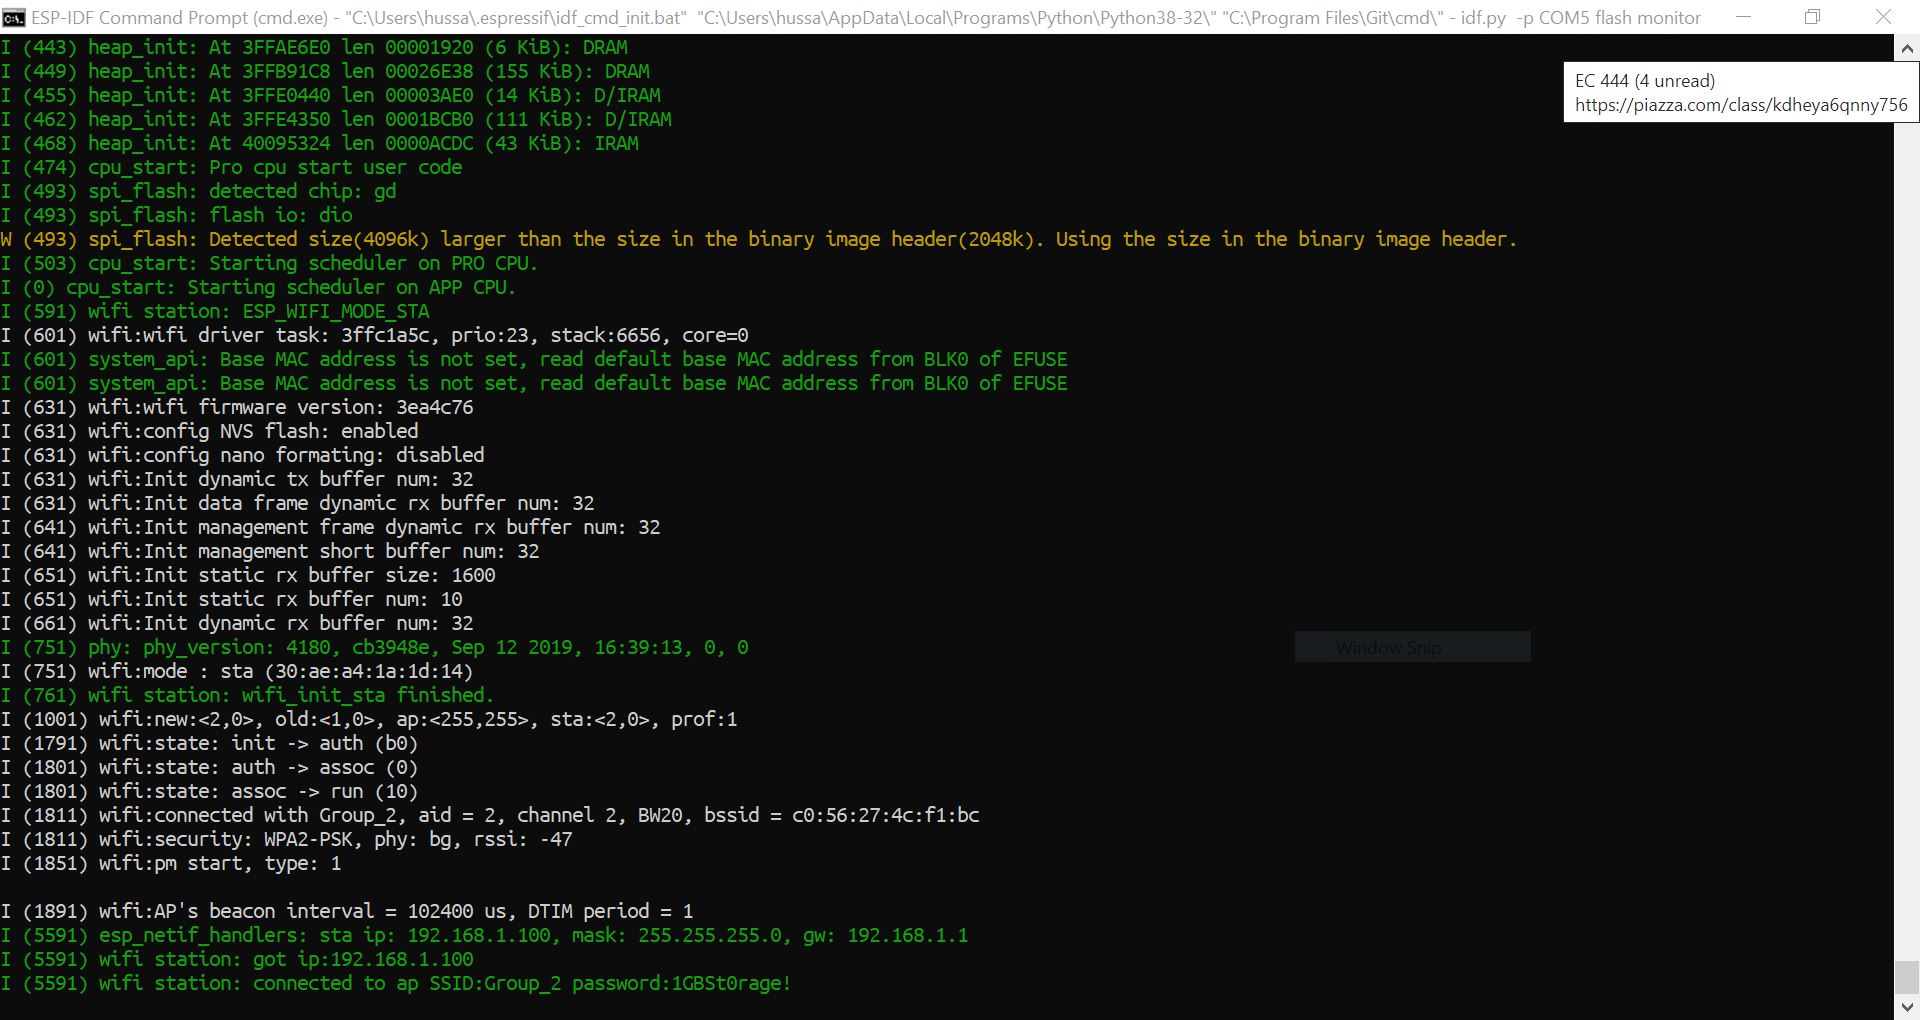 ESP-IDF Command Prompt (cmd.exe) - "C:\Users\hussa\.espressif\idf_cmd_init.bat"  "C:\Users\hussa\AppData\Local\Programs\Python\Python38-32\" "C:\Program Files\Git\cmd\" - idf.py  -p COM5 flash monitor
I (443) heap_init: At 3FFAE6E0 len 00001920 (6 KiB): DRAM
I (449) heap_init: At 3FFB91C8 len 00026E38 (155 KiB): DRAM
I (455) heap_init: At 3FFE0440 len 00003AE0 (14 KiB): D/IRAM
I (462) heap_init: At 3FFE4350 len 0001BCB0 (111 KiB): D/IRAM
I (468) heap_init: At 40095324 len 0000ACDC (43 KiB): IRAM
EC 444 (4 unread)
https://piazza.com/class/kdheya6qnny756
I (474) cpu_start: Pro cpu start user code
I (493) spi_flash: detected chip: gd
I (493) spi_flash: flash io: dio
W (493) spi_flash: Detected size(4096k) larger than the size in the binary image header(2048k). Using the size in the binary image header.
I (503) cpu_start: Starting scheduler on PRO CPU.
I (0) cpu_start: Starting scheduler on APP CPU.
I (591) wifi station: ESP_WIFI_MODE_STA
I (601) wifi:wifi driver task: 3ffc1a5c, prio:23, stack:6656, core=0
I (601) system_api: Base MAC address is not set, read default base MAC address from BLK0 of EFUSE
I (601) system_api: Base MAC address is not set, read default base MAC address from BLK0 of EFUSE
I (631) wifi:wifi firmware version: 3ea4c76
I (631) wifi:config NVS flash: enabled
I (631) wifi:config nano formating: disabled
I (631) wifi:Init dynamic tx buffer num: 32
I (631) wifi:Init data frame dynamic rx buffer num: 32
I (641) wifi:Init management frame dynamic rx buffer num: 32
I (641) wifi:Init management short buffer num: 32
I (651) wifi:Init static rx buffer size: 1600
I (651) wifi:Init static rx buffer num: 10
I (661) wifi:Init dynamic rx buffer num: 32
I (751) phy: phy_version: 4180, cb3948e, Sep 12 2019, 16:39:13, 0, 0
Window Snip
I (751) wifi:mode : sta (30:ae:a4:1a:1d:14)
I (761) wifi station: wifi_init_sta finished.
I (1001) wifi:new:<2,0>, old:<1,0>, ap:<255,255>, sta:<2,0>, prof:1
I (1791) wifi:state: init -> auth (b0)
I (1801) wifi:state: auth -> assoc (0)
I (1801) wifi:state: assoc -> run (10)
I (1811) wifi:connected with Group_2, aid = 2, channel 2, BW20, bssid = c0:56:27:4c:f1:bc
I (1811) wifi:security: WPA2-PSK, phy: bg, rssi: -47
I (1851) wifi:pm start, type: 1
I (1891) wifi:AP's beacon interval = 102400 us, DTIM period = 1
I (5591) esp_netif_handlers: sta ip: 192.168.1.100, mask: 255.255.255.0, gw: 192.168.1.1
I (5591) wifi station: got ip:192.168.1.100
I (5591) wifi station: connected to ap SSID:Group_2 password:1GBSt0rage!